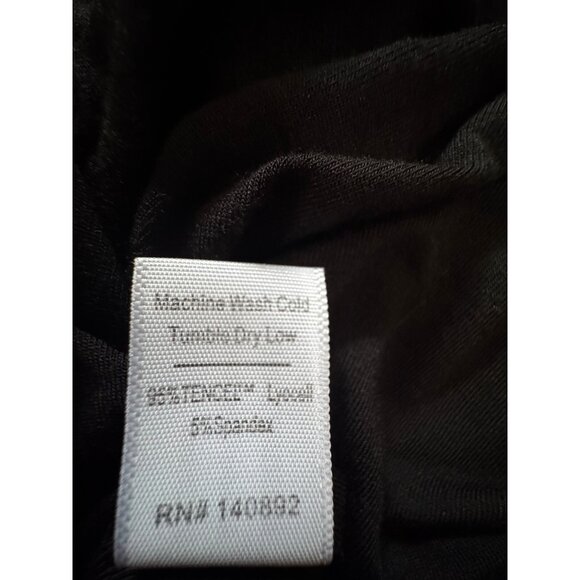 Machine Wash Cold
Tumble Dry Low
95%TENCEL™ Lyocell
5%Spandex
RN# 140892